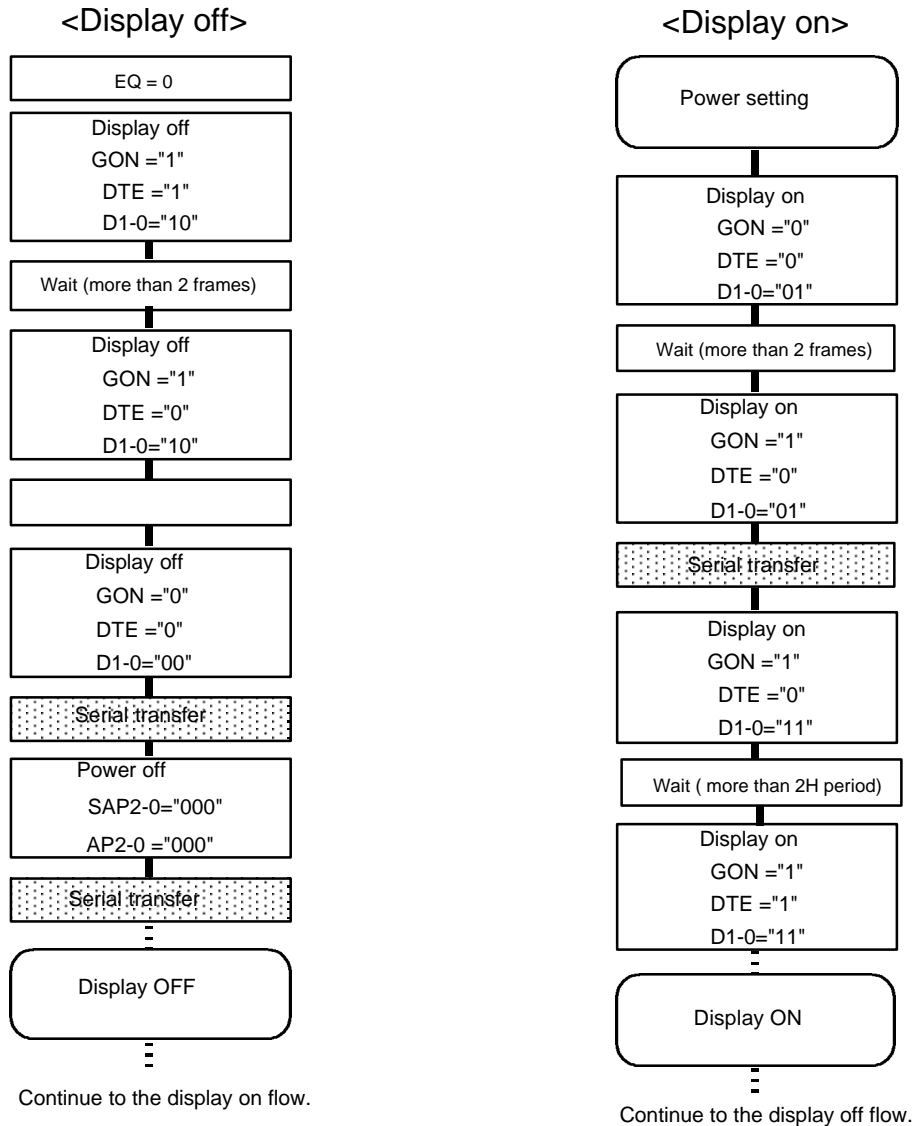 <Display off>
EQ = 0
Display off
GON ="1"
DTE ="1"
D1-0="10"
Wait (more than 2 frames)
Display off
GON ="1"
DTE ="0"
D1-0="10"
Display off
GON ="0"
DTE ="0"
D1-0="00"
Serial transfer
Power off
SAP2-0="000"
AP2-0 ="000"
Serial transfer
Display OFF
Continue to the display on flow.
<Display on>
Power setting
Display on
GON ="0"
DTE ="0"
D1-0="01"
Wait (more than 2 frames)
Display on
GON ="1"
DTE ="0"
D1-0="01"
Serial transfer
Display on
GON ="1"
DTE ="0"
D1-0="11"
Wait ( more than 2H period)
Display on
GON ="1"
DTE ="1"
D1-0="11"
Display ON
Continue to the display off flow.